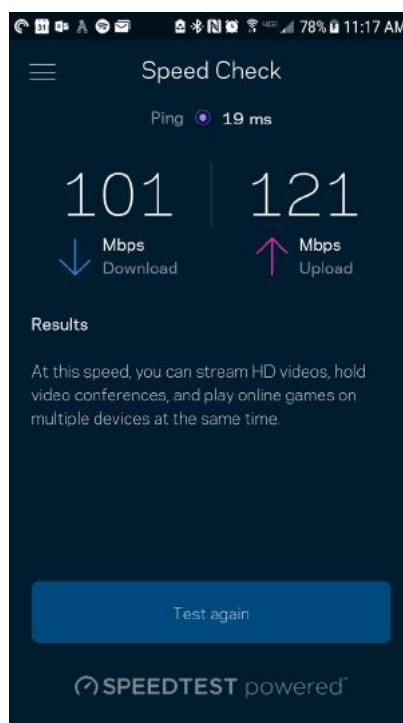 78% 11:17 AM
Speed Check
Ping 19 ms
101 121
Mbps Mbps
Download Upload
Results
At this speed, you can stream HD videos, hold
video conferences, and play online games on
multiple devices at the same time.
Test again
SPEEDTEST powered™